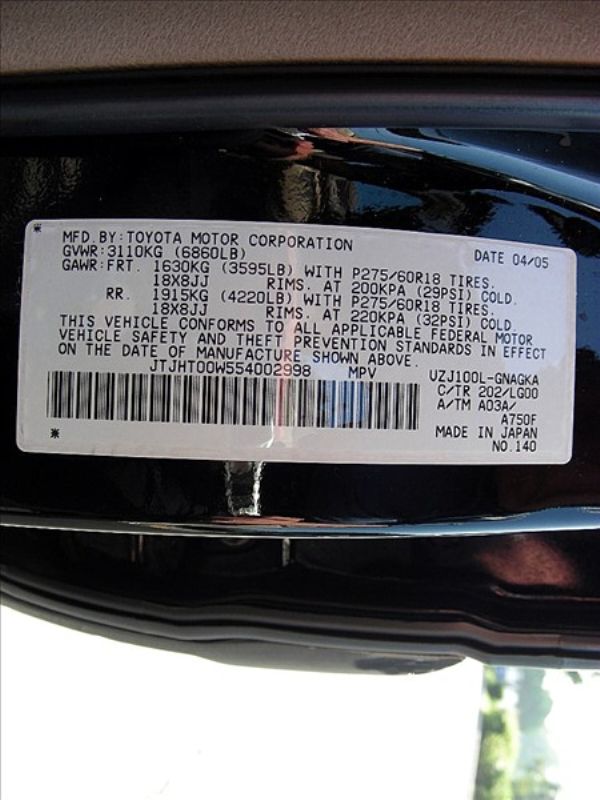 *
MFD. BY: TOYOTA MOTOR CORPORATION DATE 04/05
GVWR: 3110KG (6860LB)
GAWR: FRT. 1630KG (3595LB) WITH P275/60R18 TIRES.
18X8JJ RIMS. AT 200KPA (29PSI) COLD.
RR. 1915KG (4220LB) WITH P275/60R18 TIRES.
18X8JJ RIMS. AT 220KPA (32PSI) COLD.
THIS VEHICLE CONFORMS TO ALL APPLICABLE FEDERAL MOTOR
VEHICLE SAFETY AND THEFT PREVENTION STANDARDS IN EFFECT
ON THE DATE OF MANUFACTURE SHOWN ABOVE.
JTJHT00W554002998 MPV UZJ100L-GNAGKA
C/TR 202/LG00
A/TM A03A/
A750F
* MADE IN JAPAN
NO.140